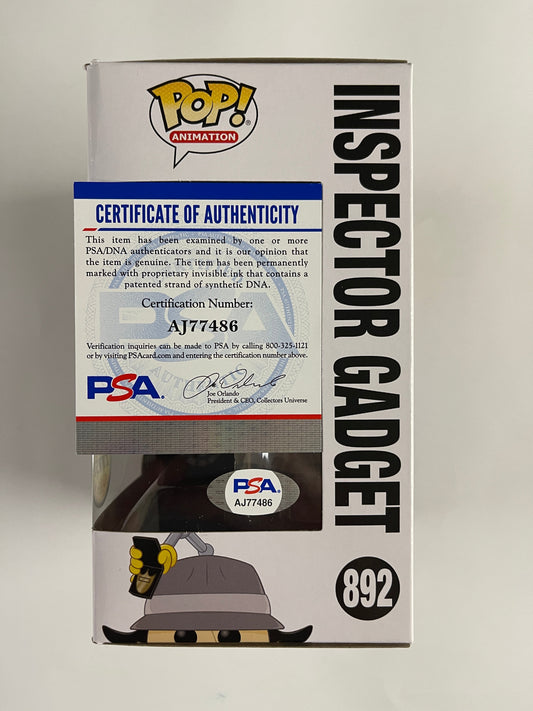 POP!
ANIMATION
INSPECTOR GADGET
892
CERTIFICATE OF AUTHENTICITY
This item has been examined by one or more
PSA/DNA authenticators and it is our opinion that
the item is genuine. The item has been permanently
marked with proprietary invisible ink that contains a
patented strand of synthetic DNA.
Certification Number:
AJ77486
Verification inquiries can be made to PSA by calling 800-325-1121
or by visiting PSAcard.com and entering the certification number above.
PSA.
Joe Orlando
President & CEO, Collectors Universe
PSA
AJ77486